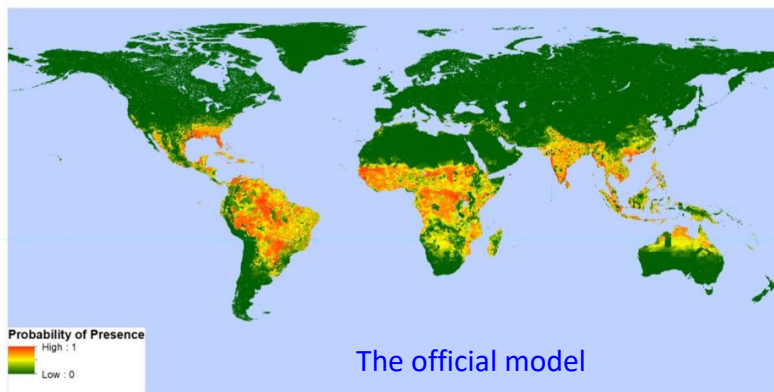 Probability of Presence
High : 1
Low : 0
The official model